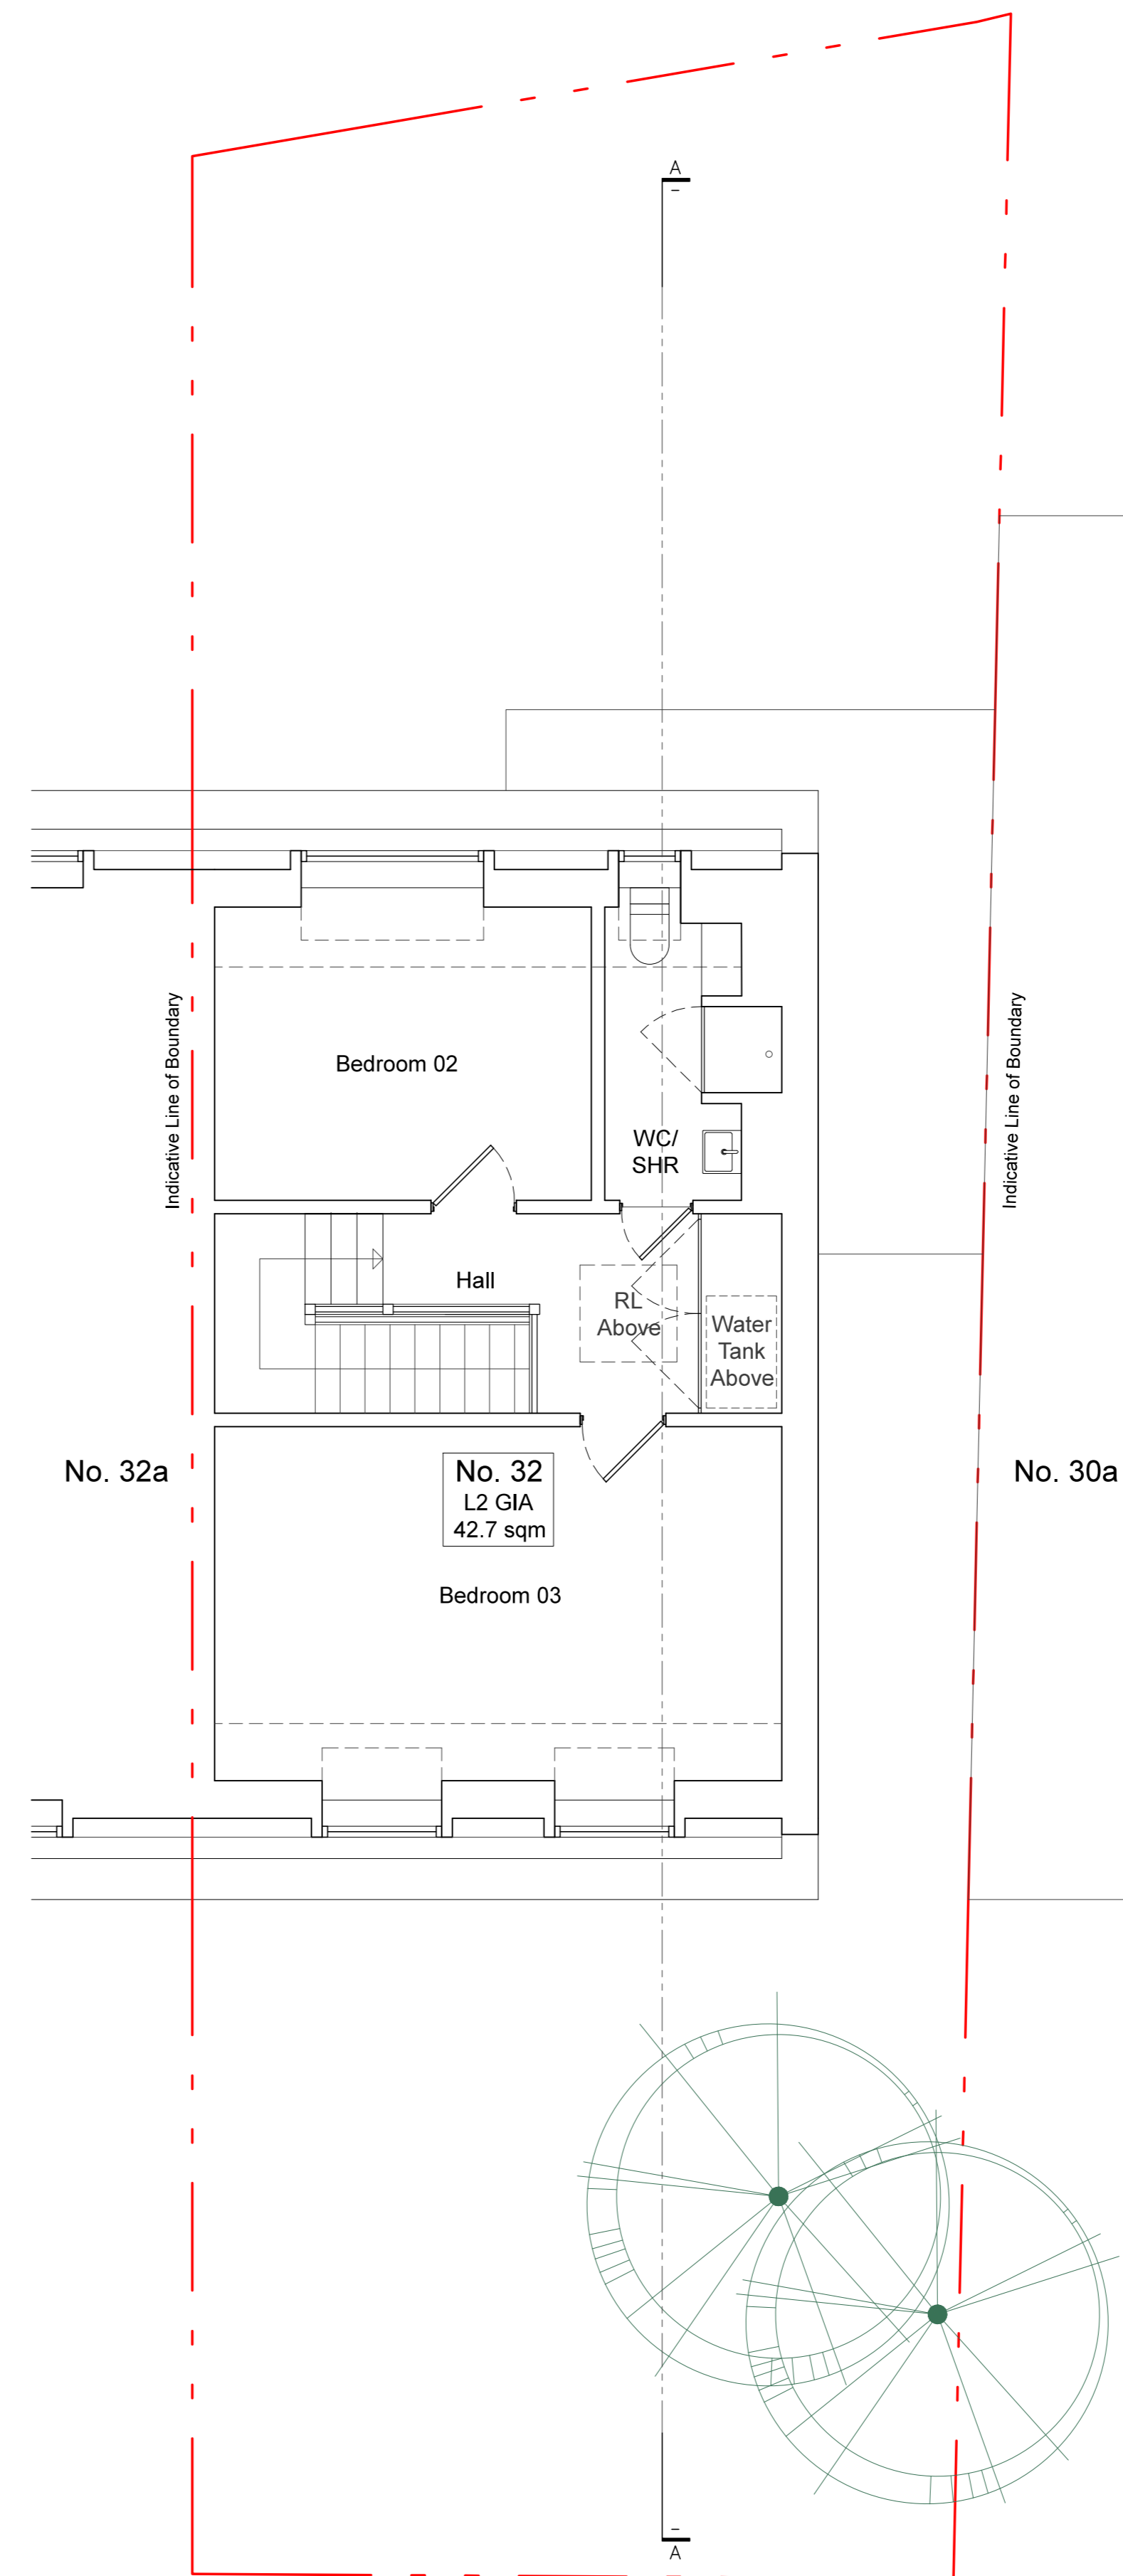 A
Indicative Line of Boundary
Indicative Line of Boundary
Bedroom 02
WC/
SHR
Hall
RL
Above
Water
Tank
Above
No. 32a
No. 32
L2 GIA
42.7 sqm
No. 30a
Bedroom 03
A